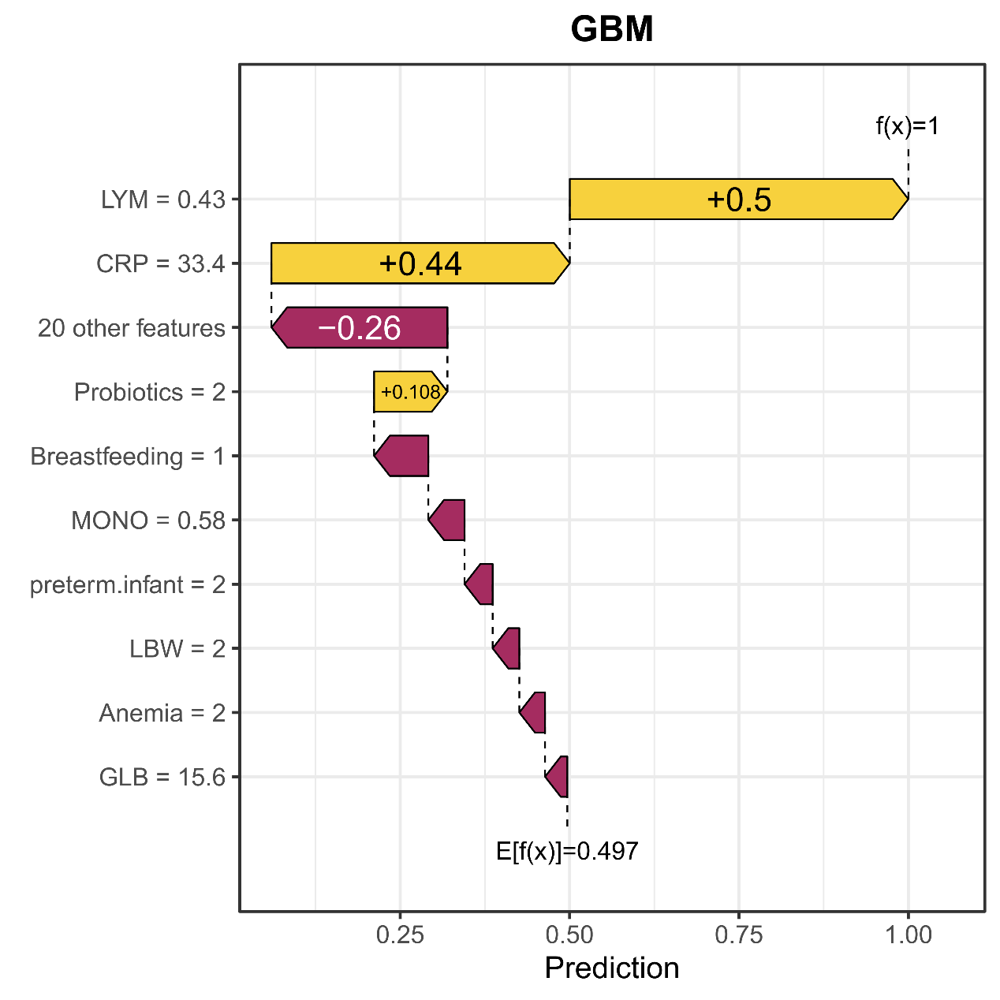 GBM
f(x)=1
LYM = 0.43
+0.5
CRP = 33.4
+0.44
20 other features
−0.26
Probiotics = 2
+0.108
Breastfeeding = 1
MONO = 0.58
preterm.infant = 2
LBW = 2
Anemia = 2
GLB = 15.6
E[f(x)]=0.497
0.25 0.50 0.75 1.00
Prediction